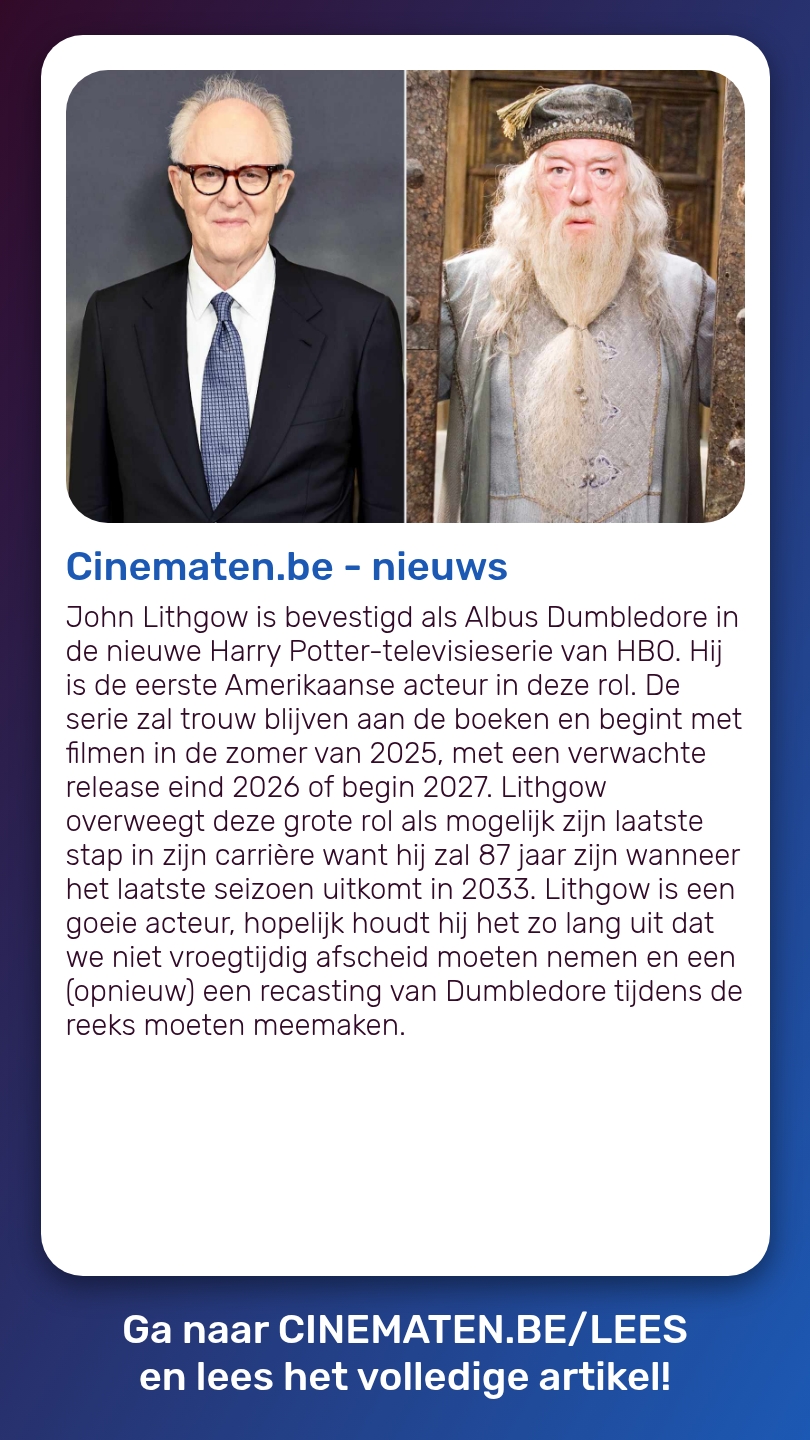 Cinematen.be - nieuws
John Lithgow is bevestigd als Albus Dumbledore in
de nieuwe Harry Potter-televisieserie van HBO. Hij
is de eerste Amerikaanse acteur in deze rol. De
serie zal trouw blijven aan de boeken en begint met
filmen in de zomer van 2025, met een verwachte
release eind 2026 of begin 2027. Lithgow
overweegt deze grote rol als mogelijk zijn laatste
stap in zijn carrière want hij zal 87 jaar zijn wanneer
het laatste seizoen uitkomt in 2033. Lithgow is een
goeie acteur, hopelijk houdt hij het zo lang uit dat
we niet vroegtijdig afscheid moeten nemen en een
(opnieuw) een recasting van Dumbledore tijdens de
reeks moeten meemaken.
Ga naar CINEMATEN.BE/LEES
en lees het volledige artikel!